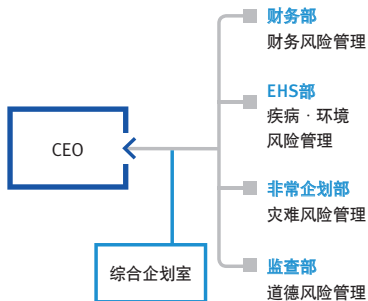 财务部
财务风险管理
EHS部
疾病 · 环境
风险管理
CEO
非常企划部
灾难风险管理
综合企划室
监查部
道德风险管理